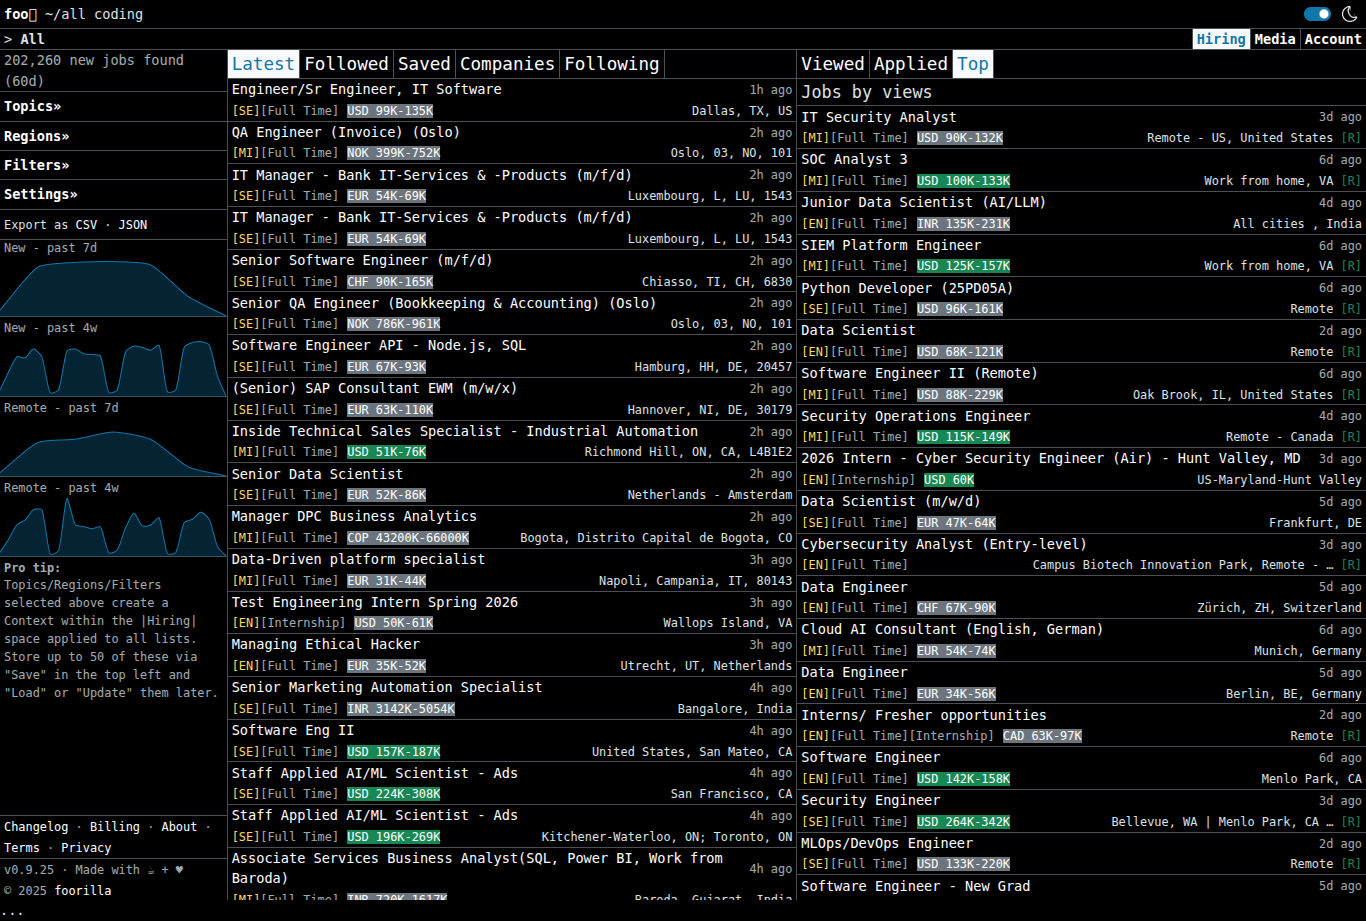 foo ~/all coding
> All
Hiring Media Account
202,260 new jobs found
(60d)
Topics»
Regions»
Filters»
Settings»
Export as CSV · JSON
New - past 7d
New - past 4w
Remote - past 7d
Remote - past 4w
Pro tip:
Topics/Regions/Filters
selected above create a
Context within the |Hiring|
space applied to all lists.
Store up to 50 of these via
"Save" in the top left and
"Load" or "Update" them later.
Changelog · Billing · About ·
Terms · Privacy
v0.9.25 · Made with ☕ + ♥
© 2025 foorilla
...
Latest Followed Saved Companies Following
Engineer/Sr Engineer, IT Software 1h ago
[SE][Full Time] USD 99K-135K Dallas, TX, US
QA Engineer (Invoice) (Oslo) 2h ago
[MI][Full Time] NOK 399K-752K Oslo, 03, NO, 101
IT Manager - Bank IT-Services & -Products (m/f/d) 2h ago
[SE][Full Time] EUR 54K-69K Luxembourg, L, LU, 1543
IT Manager - Bank IT-Services & -Products (m/f/d) 2h ago
[SE][Full Time] EUR 54K-69K Luxembourg, L, LU, 1543
Senior Software Engineer (m/f/d) 2h ago
[SE][Full Time] CHF 90K-165K Chiasso, TI, CH, 6830
Senior QA Engineer (Bookkeeping & Accounting) (Oslo) 2h ago
[SE][Full Time] NOK 786K-961K Oslo, 03, NO, 101
Software Engineer API - Node.js, SQL 2h ago
[SE][Full Time] EUR 67K-93K Hamburg, HH, DE, 20457
(Senior) SAP Consultant EWM (m/w/x) 2h ago
[SE][Full Time] EUR 63K-110K Hannover, NI, DE, 30179
Inside Technical Sales Specialist - Industrial Automation 2h ago
[MI][Full Time] USD 51K-76K Richmond Hill, ON, CA, L4B1E2
Senior Data Scientist 2h ago
[SE][Full Time] EUR 52K-86K Netherlands - Amsterdam
Manager DPC Business Analytics 2h ago
[MI][Full Time] COP 43200K-66000K Bogota, Distrito Capital de Bogota, CO
Data-Driven platform specialist 3h ago
[MI][Full Time] EUR 31K-44K Napoli, Campania, IT, 80143
Test Engineering Intern Spring 2026 3h ago
[EN][Internship] USD 50K-61K Wallops Island, VA
Managing Ethical Hacker 3h ago
[EN][Full Time] EUR 35K-52K Utrecht, UT, Netherlands
Senior Marketing Automation Specialist 4h ago
[SE][Full Time] INR 3142K-5054K Bangalore, India
Software Eng II 4h ago
[SE][Full Time] USD 157K-187K United States, San Mateo, CA
Staff Applied AI/ML Scientist - Ads 4h ago
[SE][Full Time] USD 224K-308K San Francisco, CA
Staff Applied AI/ML Scientist - Ads 4h ago
[SE][Full Time] USD 196K-269K Kitchener-Waterloo, ON; Toronto, ON
Associate Services Business Analyst(SQL, Power BI, Work from
Baroda) 4h ago
[MI][Full Time] INR 720K-1617K Baroda, Gujarat, India
Viewed Applied Top
Jobs by views
IT Security Analyst 3d ago
[MI][Full Time] USD 90K-132K Remote - US, United States [R]
SOC Analyst 3 6d ago
[MI][Full Time] USD 100K-133K Work from home, VA [R]
Junior Data Scientist (AI/LLM) 4d ago
[EN][Full Time] INR 135K-231K All cities , India
SIEM Platform Engineer 6d ago
[MI][Full Time] USD 125K-157K Work from home, VA [R]
Python Developer (25PD05A) 6d ago
[SE][Full Time] USD 96K-161K Remote [R]
Data Scientist 2d ago
[EN][Full Time] USD 68K-121K Remote [R]
Software Engineer II (Remote) 6d ago
[MI][Full Time] USD 88K-229K Oak Brook, IL, United States [R]
Security Operations Engineer 4d ago
[MI][Full Time] USD 115K-149K Remote - Canada [R]
2026 Intern - Cyber Security Engineer (Air) - Hunt Valley, MD 3d ago
[EN][Internship] USD 60K US-Maryland-Hunt Valley
Data Scientist (m/w/d) 5d ago
[SE][Full Time] EUR 47K-64K Frankfurt, DE
Cybersecurity Analyst (Entry-level) 3d ago
[EN][Full Time] Campus Biotech Innovation Park, Remote - … [R]
Data Engineer 5d ago
[EN][Full Time] CHF 67K-90K Zürich, ZH, Switzerland
Cloud AI Consultant (English, German) 6d ago
[MI][Full Time] EUR 54K-74K Munich, Germany
Data Engineer 5d ago
[EN][Full Time] EUR 34K-56K Berlin, BE, Germany
Interns/ Fresher opportunities 2d ago
[EN][Full Time][Internship] CAD 63K-97K Remote [R]
Software Engineer 6d ago
[EN][Full Time] USD 142K-158K Menlo Park, CA
Security Engineer 3d ago
[SE][Full Time] USD 264K-342K Bellevue, WA | Menlo Park, CA … [R]
MLOps/DevOps Engineer 2d ago
[SE][Full Time] USD 133K-220K Remote [R]
Software Engineer - New Grad 5d ago